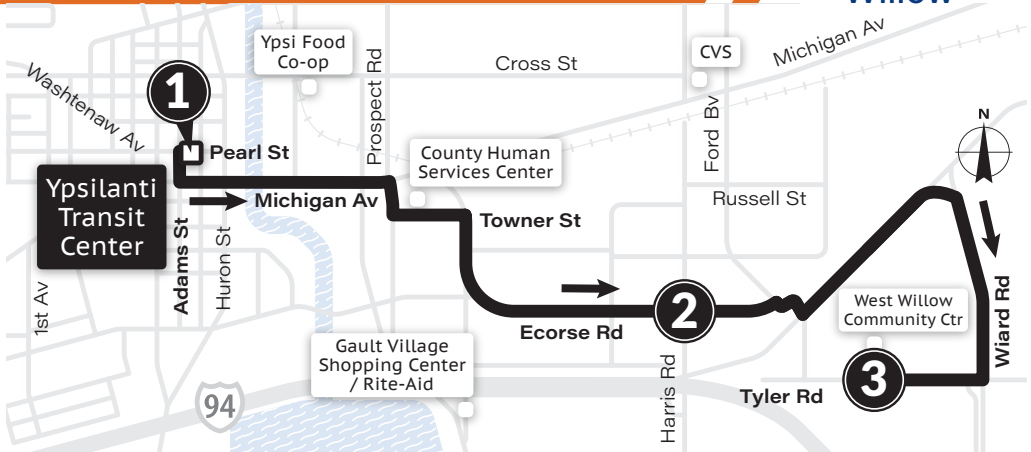 Willow
Michigan Av
Ypsi Food
Co-op
CVS
Cross St
Washtenaw Av
1
Prospect Rd
Ford Bv
N
Pearl St
County Human
Services Center
Ypsilanti
Transit
Center
Michigan Av
Russell St
Towner St
Adams St
Huron St
1st Av
Ecorse Rd
2
West Willow
Community Ctr
Wiard Rd
Gault Village
Shopping Center
/ Rite-Aid
Harris Rd
3
Tyler Rd
94